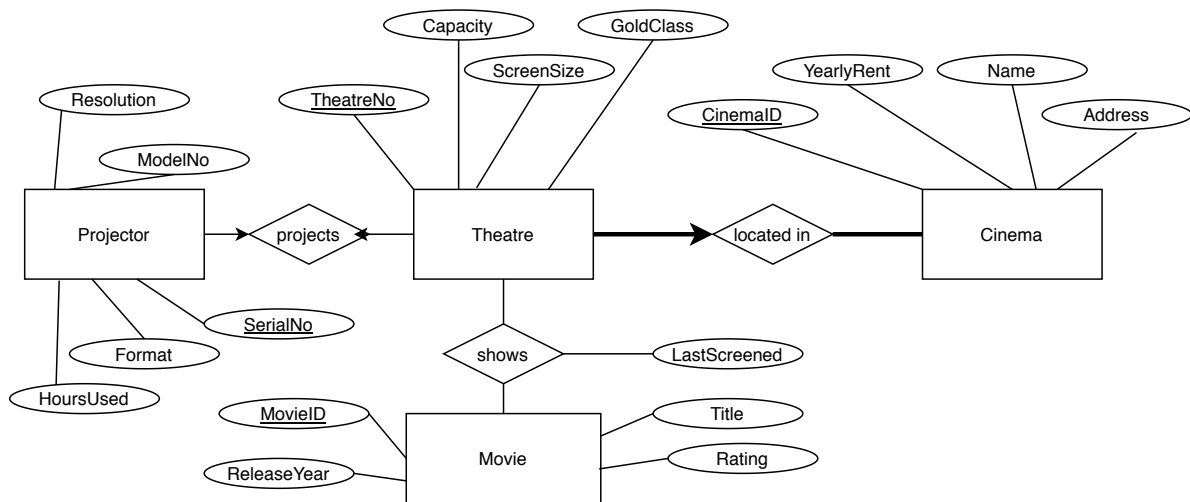 Capacity
GoldClass
ScreenSize
YearlyRent
Name
Resolution
TheatreNo
CinemaID
Address
ModelNo
Projector
projects
Theatre
located in
Cinema
SerialNo
Format
shows
LastScreened
HoursUsed
MovieID
Title
Movie
Rating
ReleaseYear